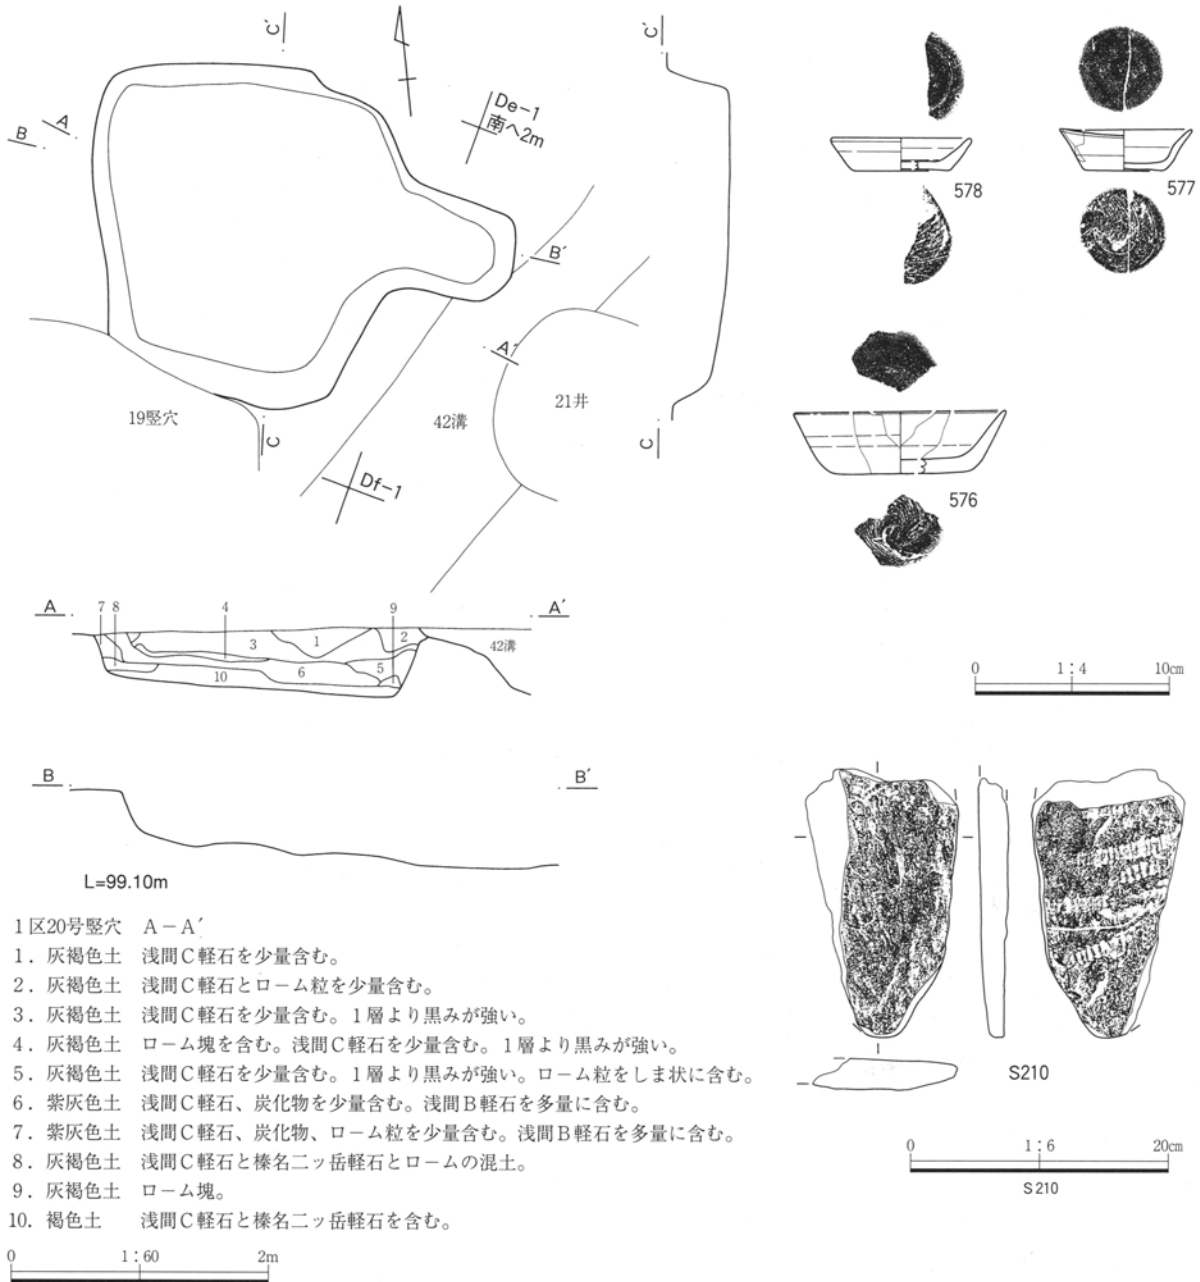 C′
C′
De-1
南へ2m
A
B
B′
A′
19竪穴
42溝
21井
C
C
Df-1
578
577
576
A
7
8
4
9
A′
3
1
2
10
6
5
42溝
0
1:4
10cm
B
B′
L=99.10m
S210
0
1:6
20cm
S210
1区20号竪穴 A-A′
1. 灰褐色土 浅間C軽石を少量含む。
2. 灰褐色土 浅間C軽石とローム粒を少量含む。
3. 灰褐色土 浅間C軽石を少量含む。1層より黒みが強い。
4. 灰褐色土 ローム塊を含む。浅間C軽石を少量含む。1層より黒みが強い。
5. 灰褐色土 浅間C軽石を少量含む。1層より黒みが強い。ローム粒をしま状に含む。
6. 紫灰色土 浅間C軽石、炭化物を少量含む。浅間B軽石を多量に含む。
7. 紫灰色土 浅間C軽石、炭化物、ローム粒を少量含む。浅間B軽石を多量に含む。
8. 灰褐色土 浅間C軽石と榛名二ッ岳軽石とロームの混土。
9. 灰褐色土 ローム塊。
10. 褐色土 浅間C軽石と榛名二ッ岳軽石を含む。
0
1:60
2m